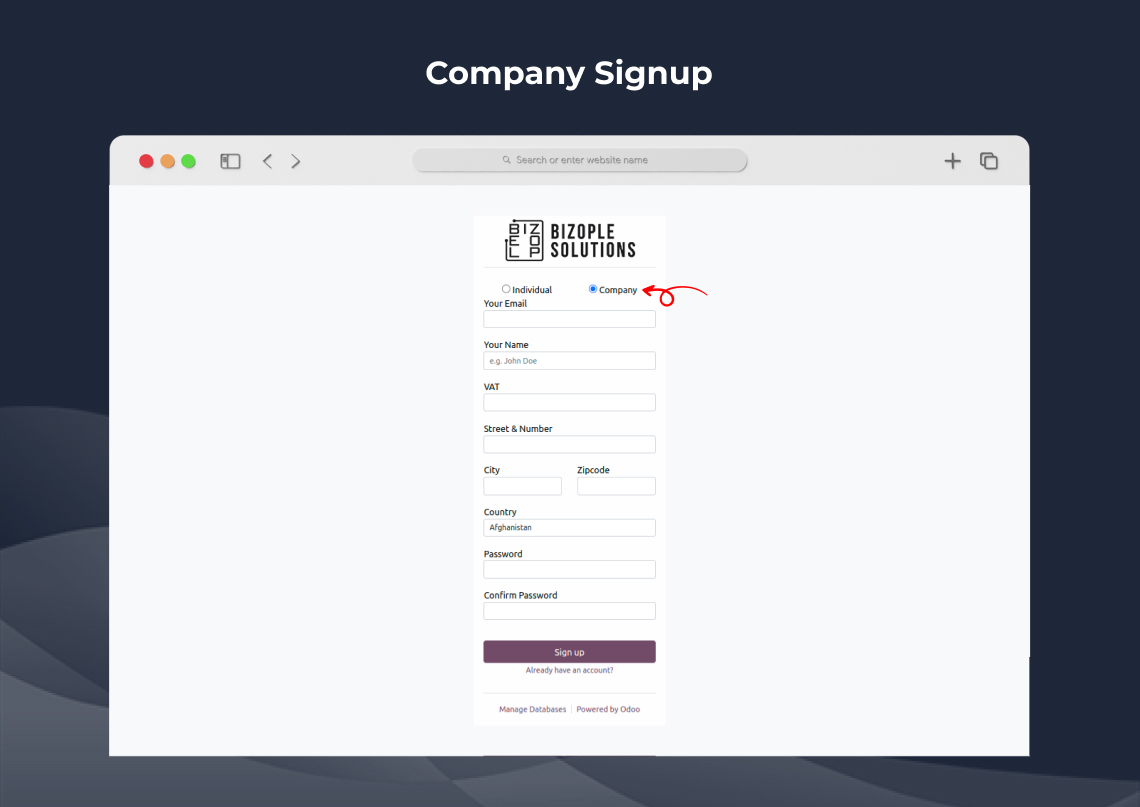 Company Signup
Search or enter website name
BIZ
E O
L P
BIZOPLE
SOLUTIONS
Individual Company
Your Email
Your Name
e.g. John Doe
VAT
Street & Number
City Zipcode
Country
Afghanistan
Password
Confirm Password
Sign up
Already have an account?
Manage Databases | Powered by Odoo